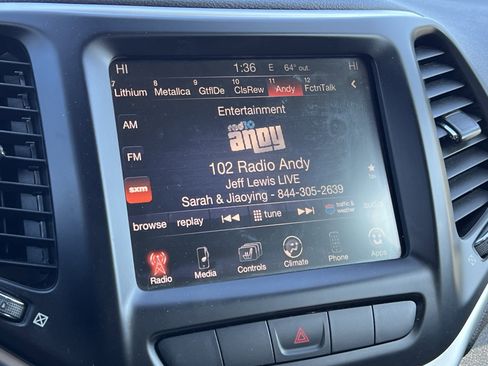 HI 1:36 E 64° out HI
7 8 9 10 11 12
Lithium Metallca GtflDe ClsRew Andy FctnTalk
Entertainment
AM
radio
andy
FM
102 Radio Andy
Jeff Lewis LIVE
sxm
Sarah & Jiaoying - 844-305-2639
browse replay tune traffic & weather audio
Radio Media Controls Climate Phone Apps